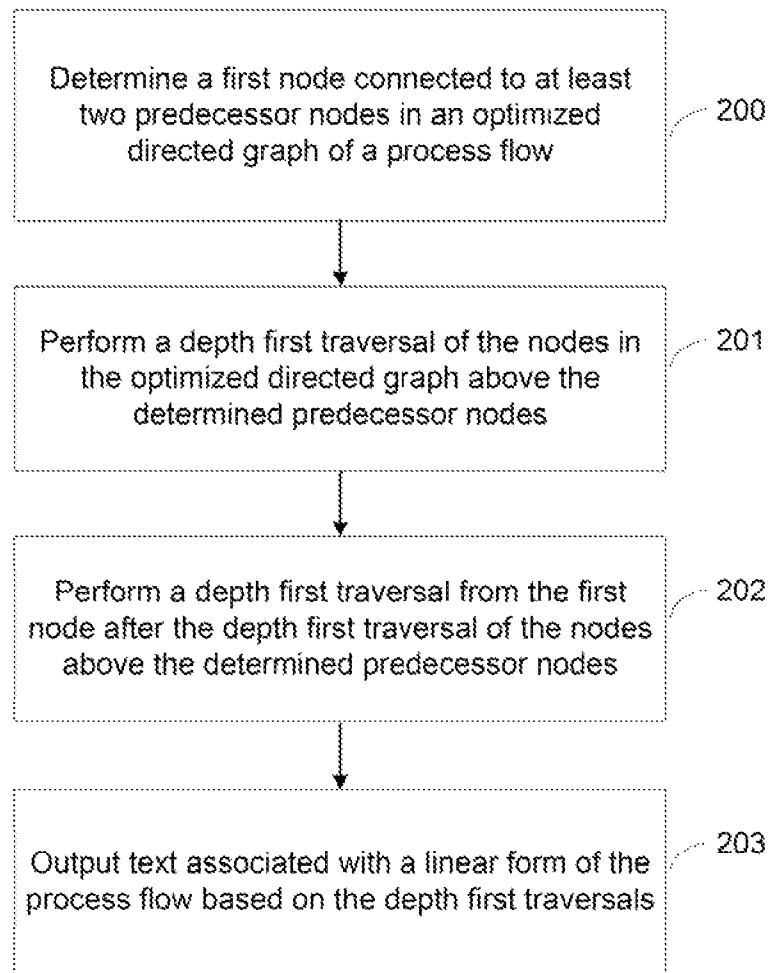 Determine a first node connected to at least
two predecessor nodes in an optimized
directed graph of a process flow
200
Perform a depth first traversal of the nodes in
the optimized directed graph above the
determined predecessor nodes
201
Perform a depth first traversal from the first
node after the depth first traversal of the nodes
above the determined predecessor nodes
202
Output text associated with a linear form of the
process flow based on the depth first traversals
203